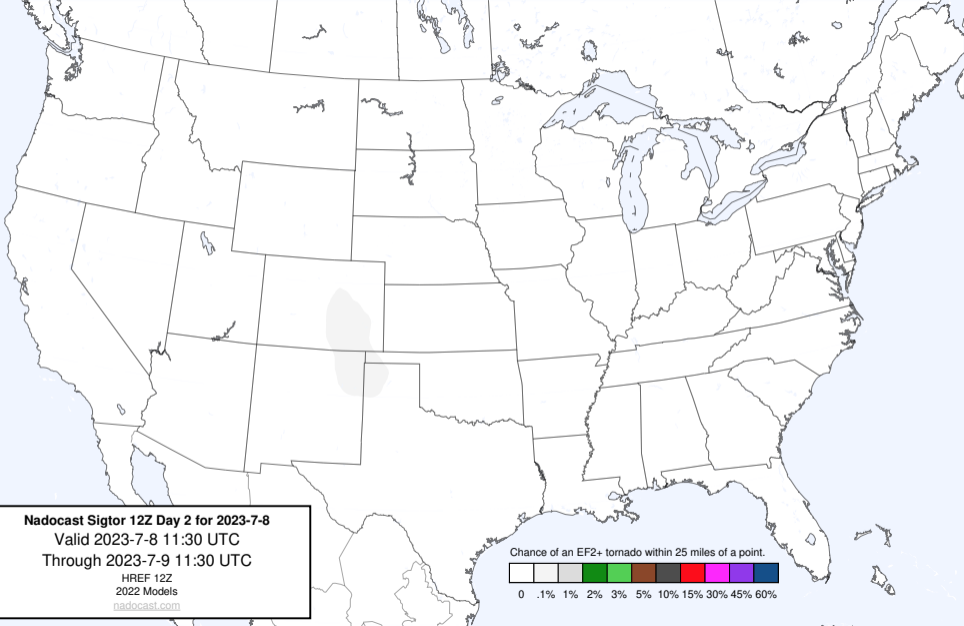 Nadocast Sigtor 12Z Day 2 for 2023-7-8
Valid 2023-7-8 11:30 UTC
Through 2023-7-9 11:30 UTC
HREF 12Z
2022 Models
nadocast.com
Chance of an EF2+ tornado within 25 miles of a point.
0 .1% 1% 2% 3% 5% 10% 15% 30% 45% 60%